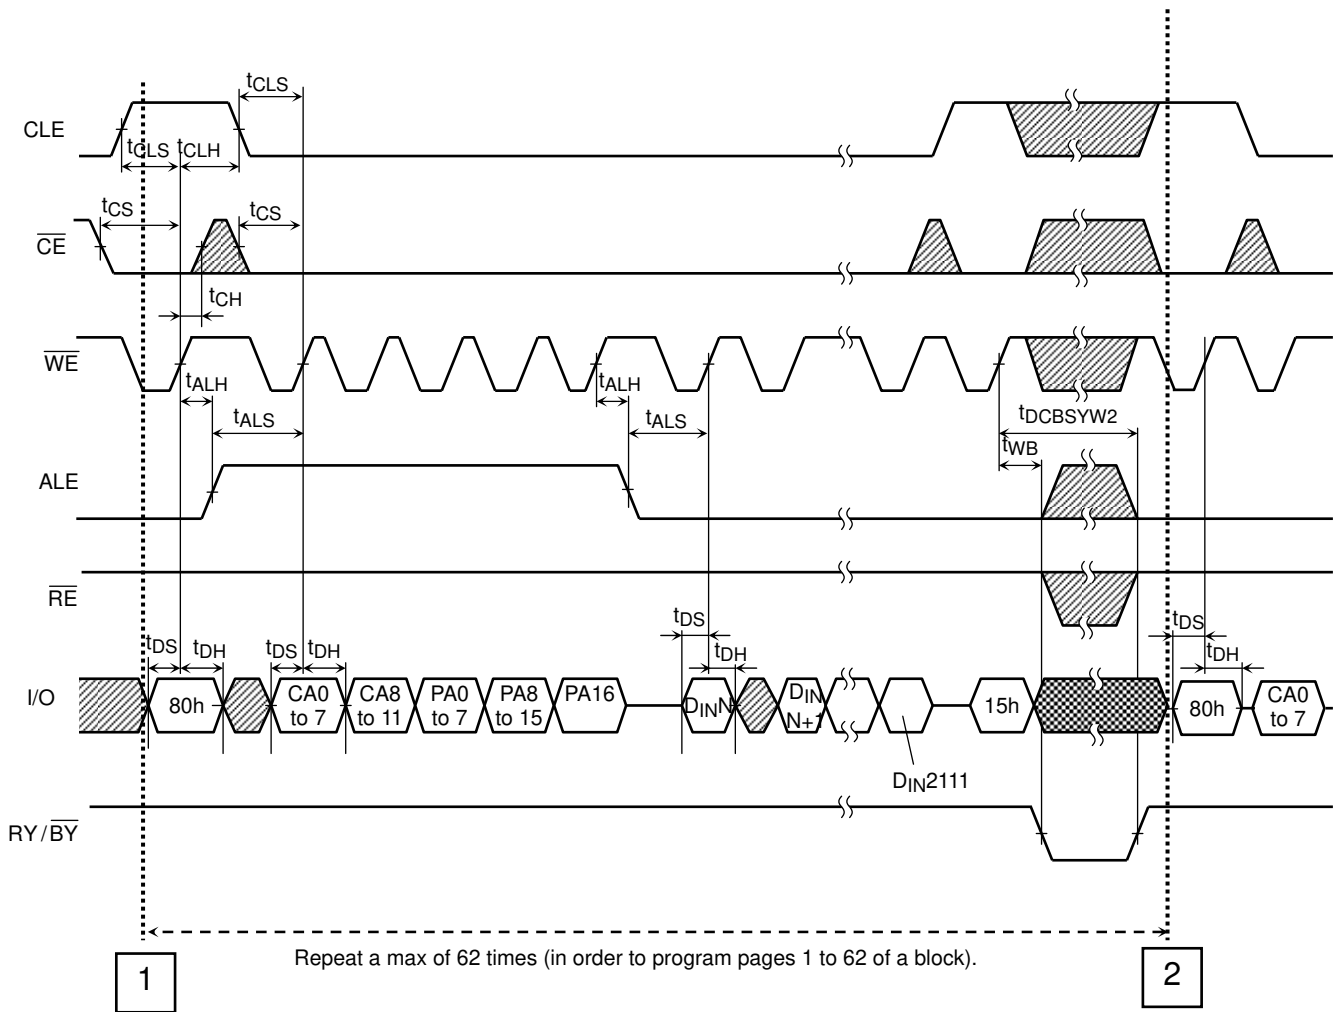 tCLS
CLE
tCLS tCLH
tCS tCS
CE
tCH
WE
tALH tALH
tALS tALS
tDCBSYW2
tWB
ALE
RE
tDS tDH tDS tDH tDS tDH tDS tDH
I/O
80h
CA0 to 7
CA8 to 11
PA0 to 7
PA8 to 15
PA16
DINN
DIN N+1
15h
80h
CA0 to 7
DIN2111
RY/BY
Repeat a max of 62 times (in order to program pages 1 to 62 of a block).
1
2